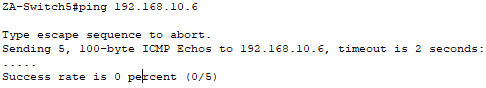 ZA-Switch5#ping 192.168.10.6
Type escape sequence to abort.
Sending 5, 100-byte ICMP Echos to 192.168.10.6, timeout is 2 seconds:
.....
Success rate is 0 percent (0/5)